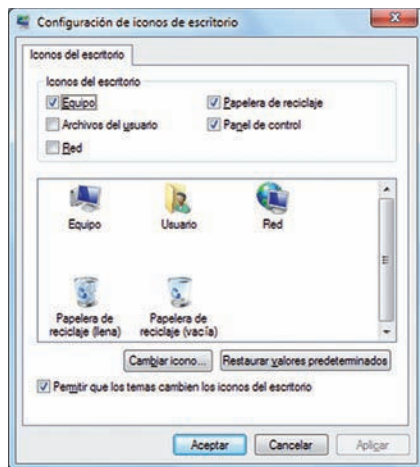 Configuración de iconos de escritorio
Iconos del escritorio
Iconos del escritorio
Equipo
Papelera de reciclaje
Archivos del usuario
Panel de control
Red
Equipo
Usuario
Red
Papelera de
reciclaje (llena)
Papelera de
reciclaje (vacía)
Cambiar icono...
Restaurar valores predeterminados
Permitir que los temas cambien los iconos del escritorio
Aceptar
Cancelar
Aplicar